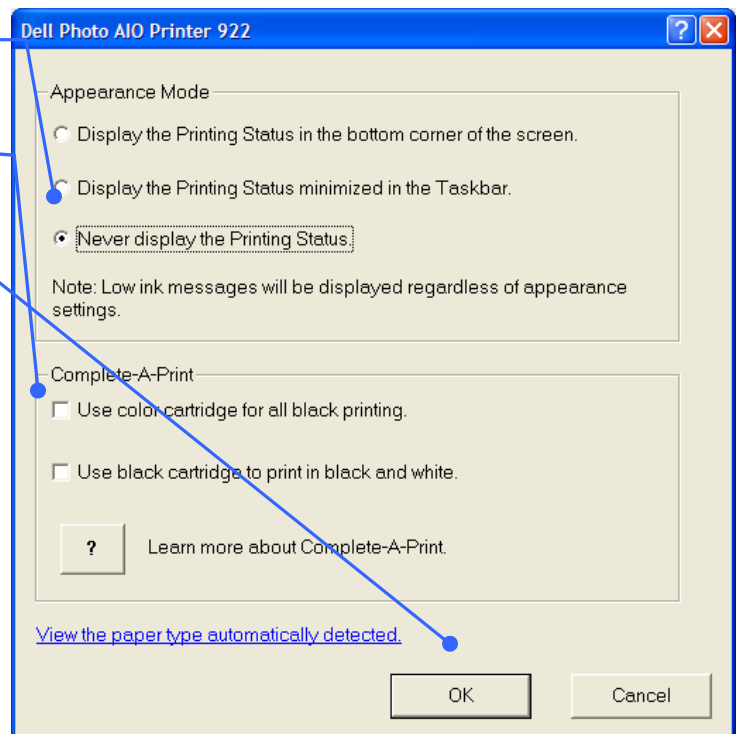 Dell Photo AIO Printer 922
?
Appearance Mode
Display the Printing Status in the bottom corner of the screen.
Display the Printing Status minimized in the Taskbar.
Never display the Printing Status.
Note: Low ink messages will be displayed regardless of appearance
settings.
Complete-A-Print
Use color cartridge for all black printing.
Use black cartridge to print in black and white.
? Learn more about Complete-A-Print.
View the paper type automatically detected.
OK Cancel